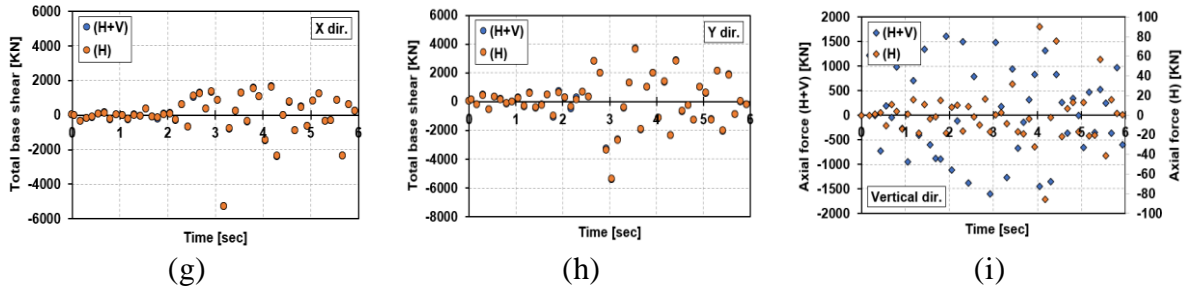 6000
4000
2000
0
-2000
-4000
-6000
Total base shear [KN]
(H+V)
(H)
X dir.
0 1 2 3 4 5 6
Time [sec]
(g)
6000
4000
2000
0
-2000
-4000
-6000
-8000
Total base shear [KN]
(H+V)
(H)
Y dir.
0 1 2 3 4 5 6
Time [sec]
(h)
2000
1500
1000
500
0
-500
-1000
-1500
-2000
Axial force (H+V) [KN]
(H+V)
(H)
Vertical dir.
0 1 2 3 4 5 6
Time [sec]
100
80
60
40
20
0
-20
-40
-60
-80
-100
Axial force (H) [KN]
(i)